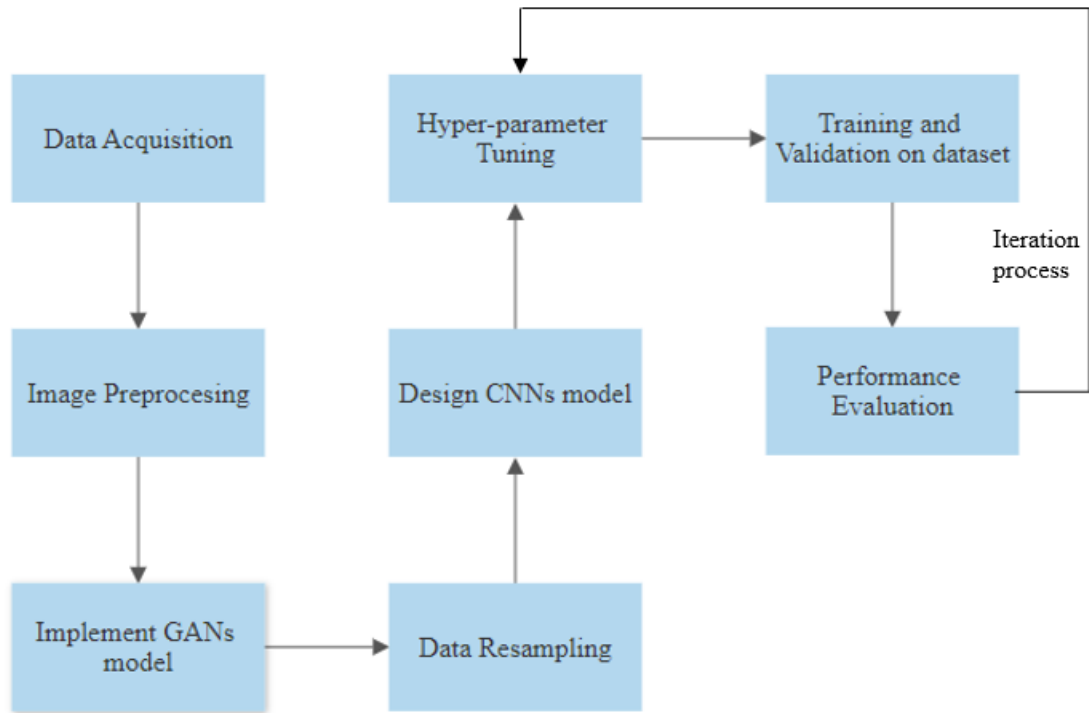 Data Acquisition
Image Preprocesing
Implement GANs
model
Data Resampling
Design CNNs model
Hyper-parameter
Tuning
Training and
Validation on dataset
Performance
Evaluation
Iteration
process